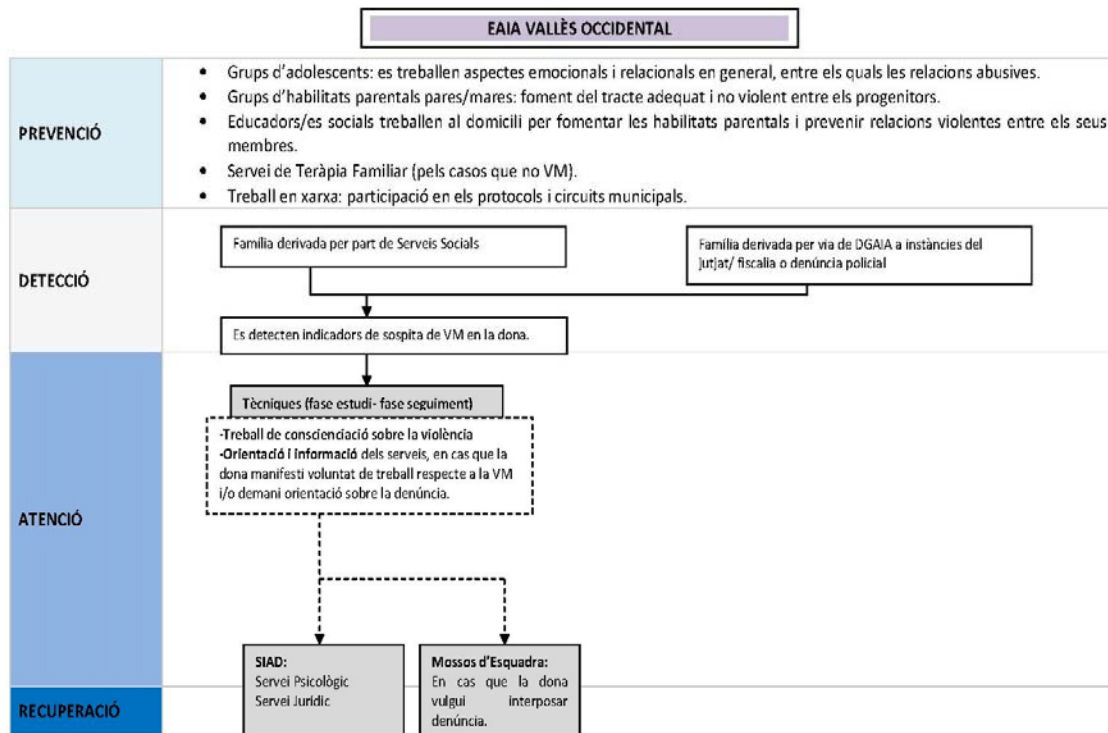 EAIA VALLÈS OCCIDENTAL
PREVENCIÓ
• Grups d'adolescents: es treballen aspectes emocionals i relacionals en general, entre els quals les relacions abusives.
• Grups d'habilitats parentals pares/mares: foment del tracte adequat i no violent entre els progenitors.
• Educadors/es socials treballen al domicili per fomentar les habilitats parentals i prevenir relacions violentes entre els seus
membres.
• Servei de Teràpia Familiar (pels casos que no VM).
• Treball en xarxa: participació en els protocols i circuits municipals.
DETECCIÓ
Família derivada per part de Serveis Socials
Família derivada per via de DGAIA a instàncies del
jutjat/ fiscalia o denúncia policial
Es detecten indicadors de sospita de VM en la dona.
ATENCIÓ
Tècniques (fase estudi- fase seguiment)
-Treball de conscienciació sobre la violència
-Orientació i informació dels serveis, en cas que la
dona manifesti voluntat de treball respecte a la VM
i/o demani orientació sobre la denúncia.
SIAD:
Servei Psicològic
Servei Jurídic
Mossos d'Esquadra:
En cas que la dona
vulgui interposar
denúncia.
RECUPERACIÓ